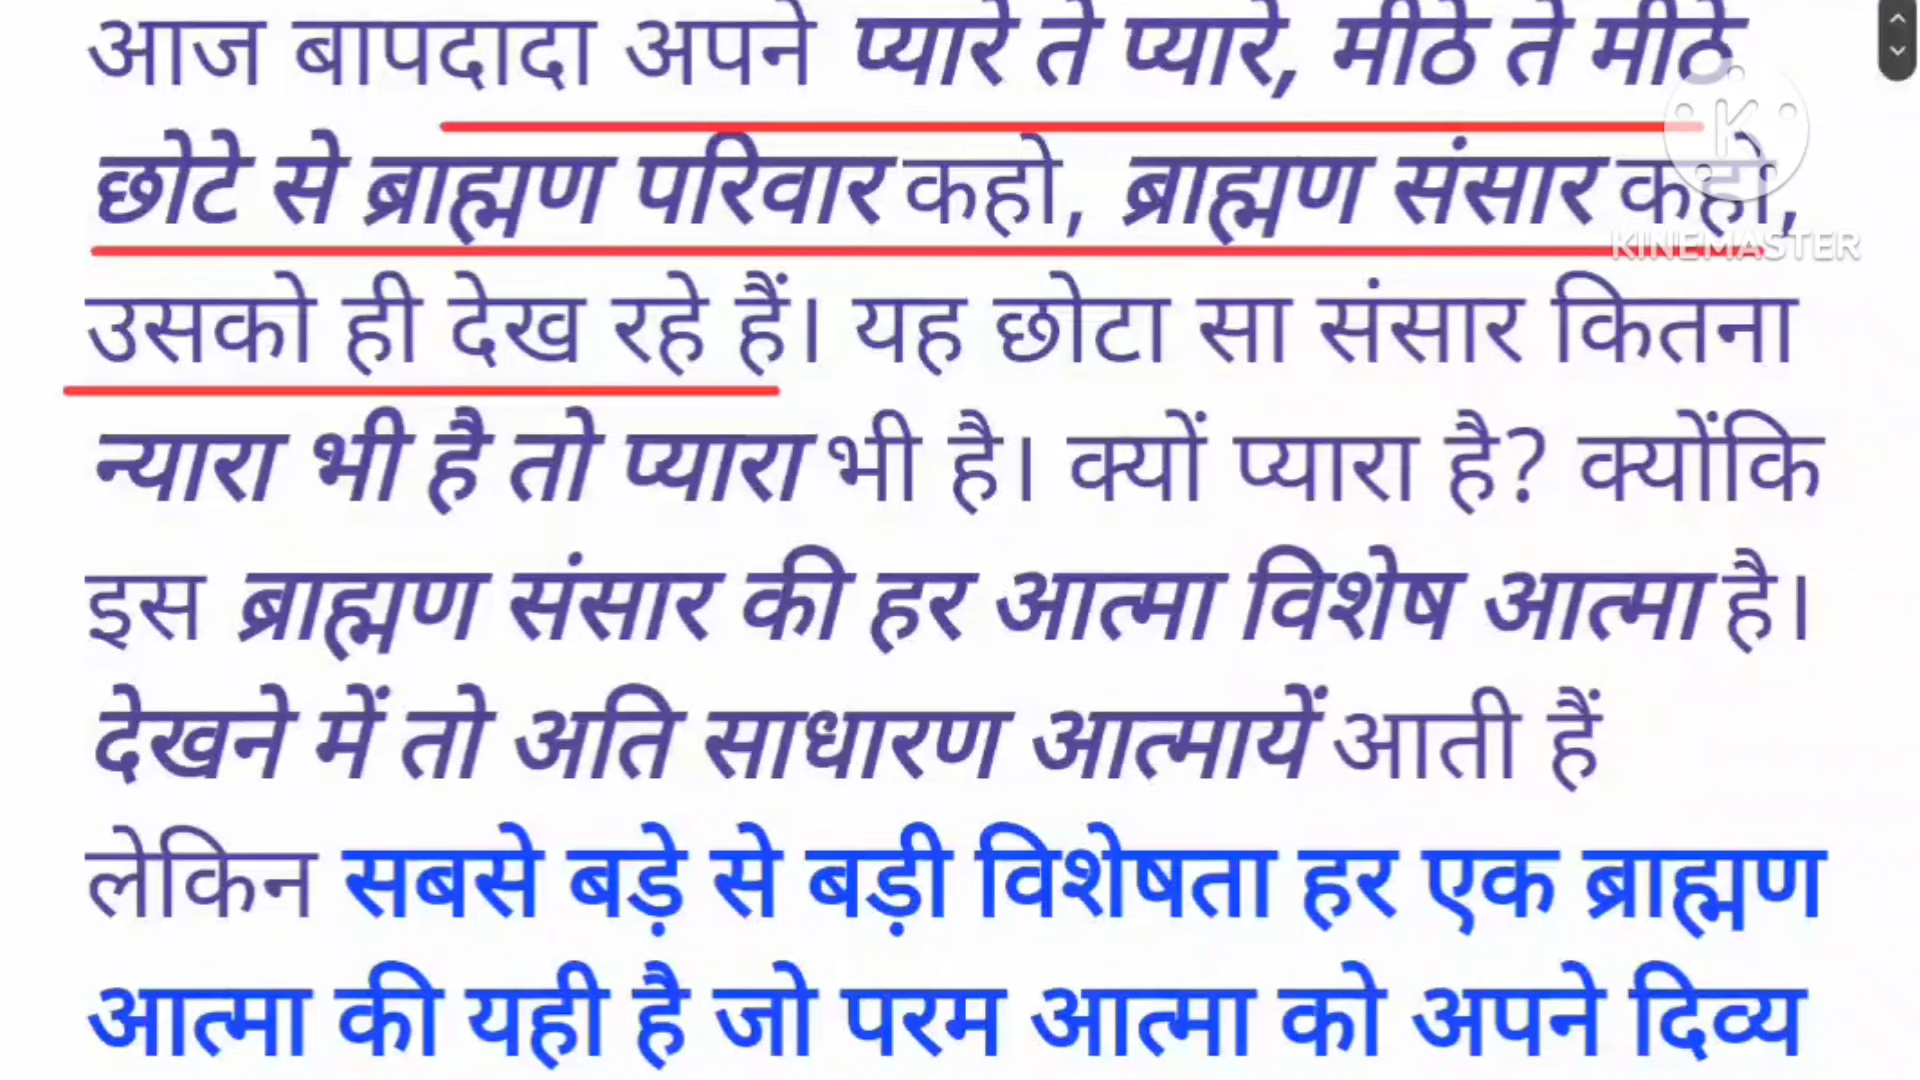 आज बापदादा अपने प्यारे ते प्यारे, मीठे ते मीठे
छोटे से ब्राह्मण परिवार कहो, ब्राह्मण संसार कहो,
K
KINEMASTER
उसको ही देख रहे हैं। यह छोटा सा संसार कितना
न्यारा भी है तो प्यारा भी है। क्यों प्यारा है? क्योंकि
इस ब्राह्मण संसार की हर आत्मा विशेष आत्मा है।
देखने में तो अति साधारण आत्मायें आती हैं
लेकिन सबसे बड़े से बड़ी विशेषता हर एक ब्राह्मण
आत्मा की यही है जो परम आत्मा को अपने दिव्य